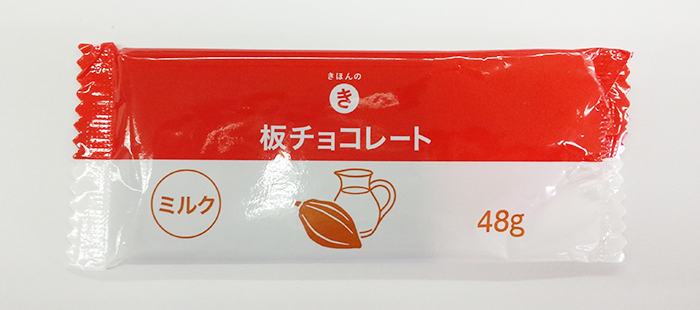 きほんの
き
板チョコレート
ミルク
48g